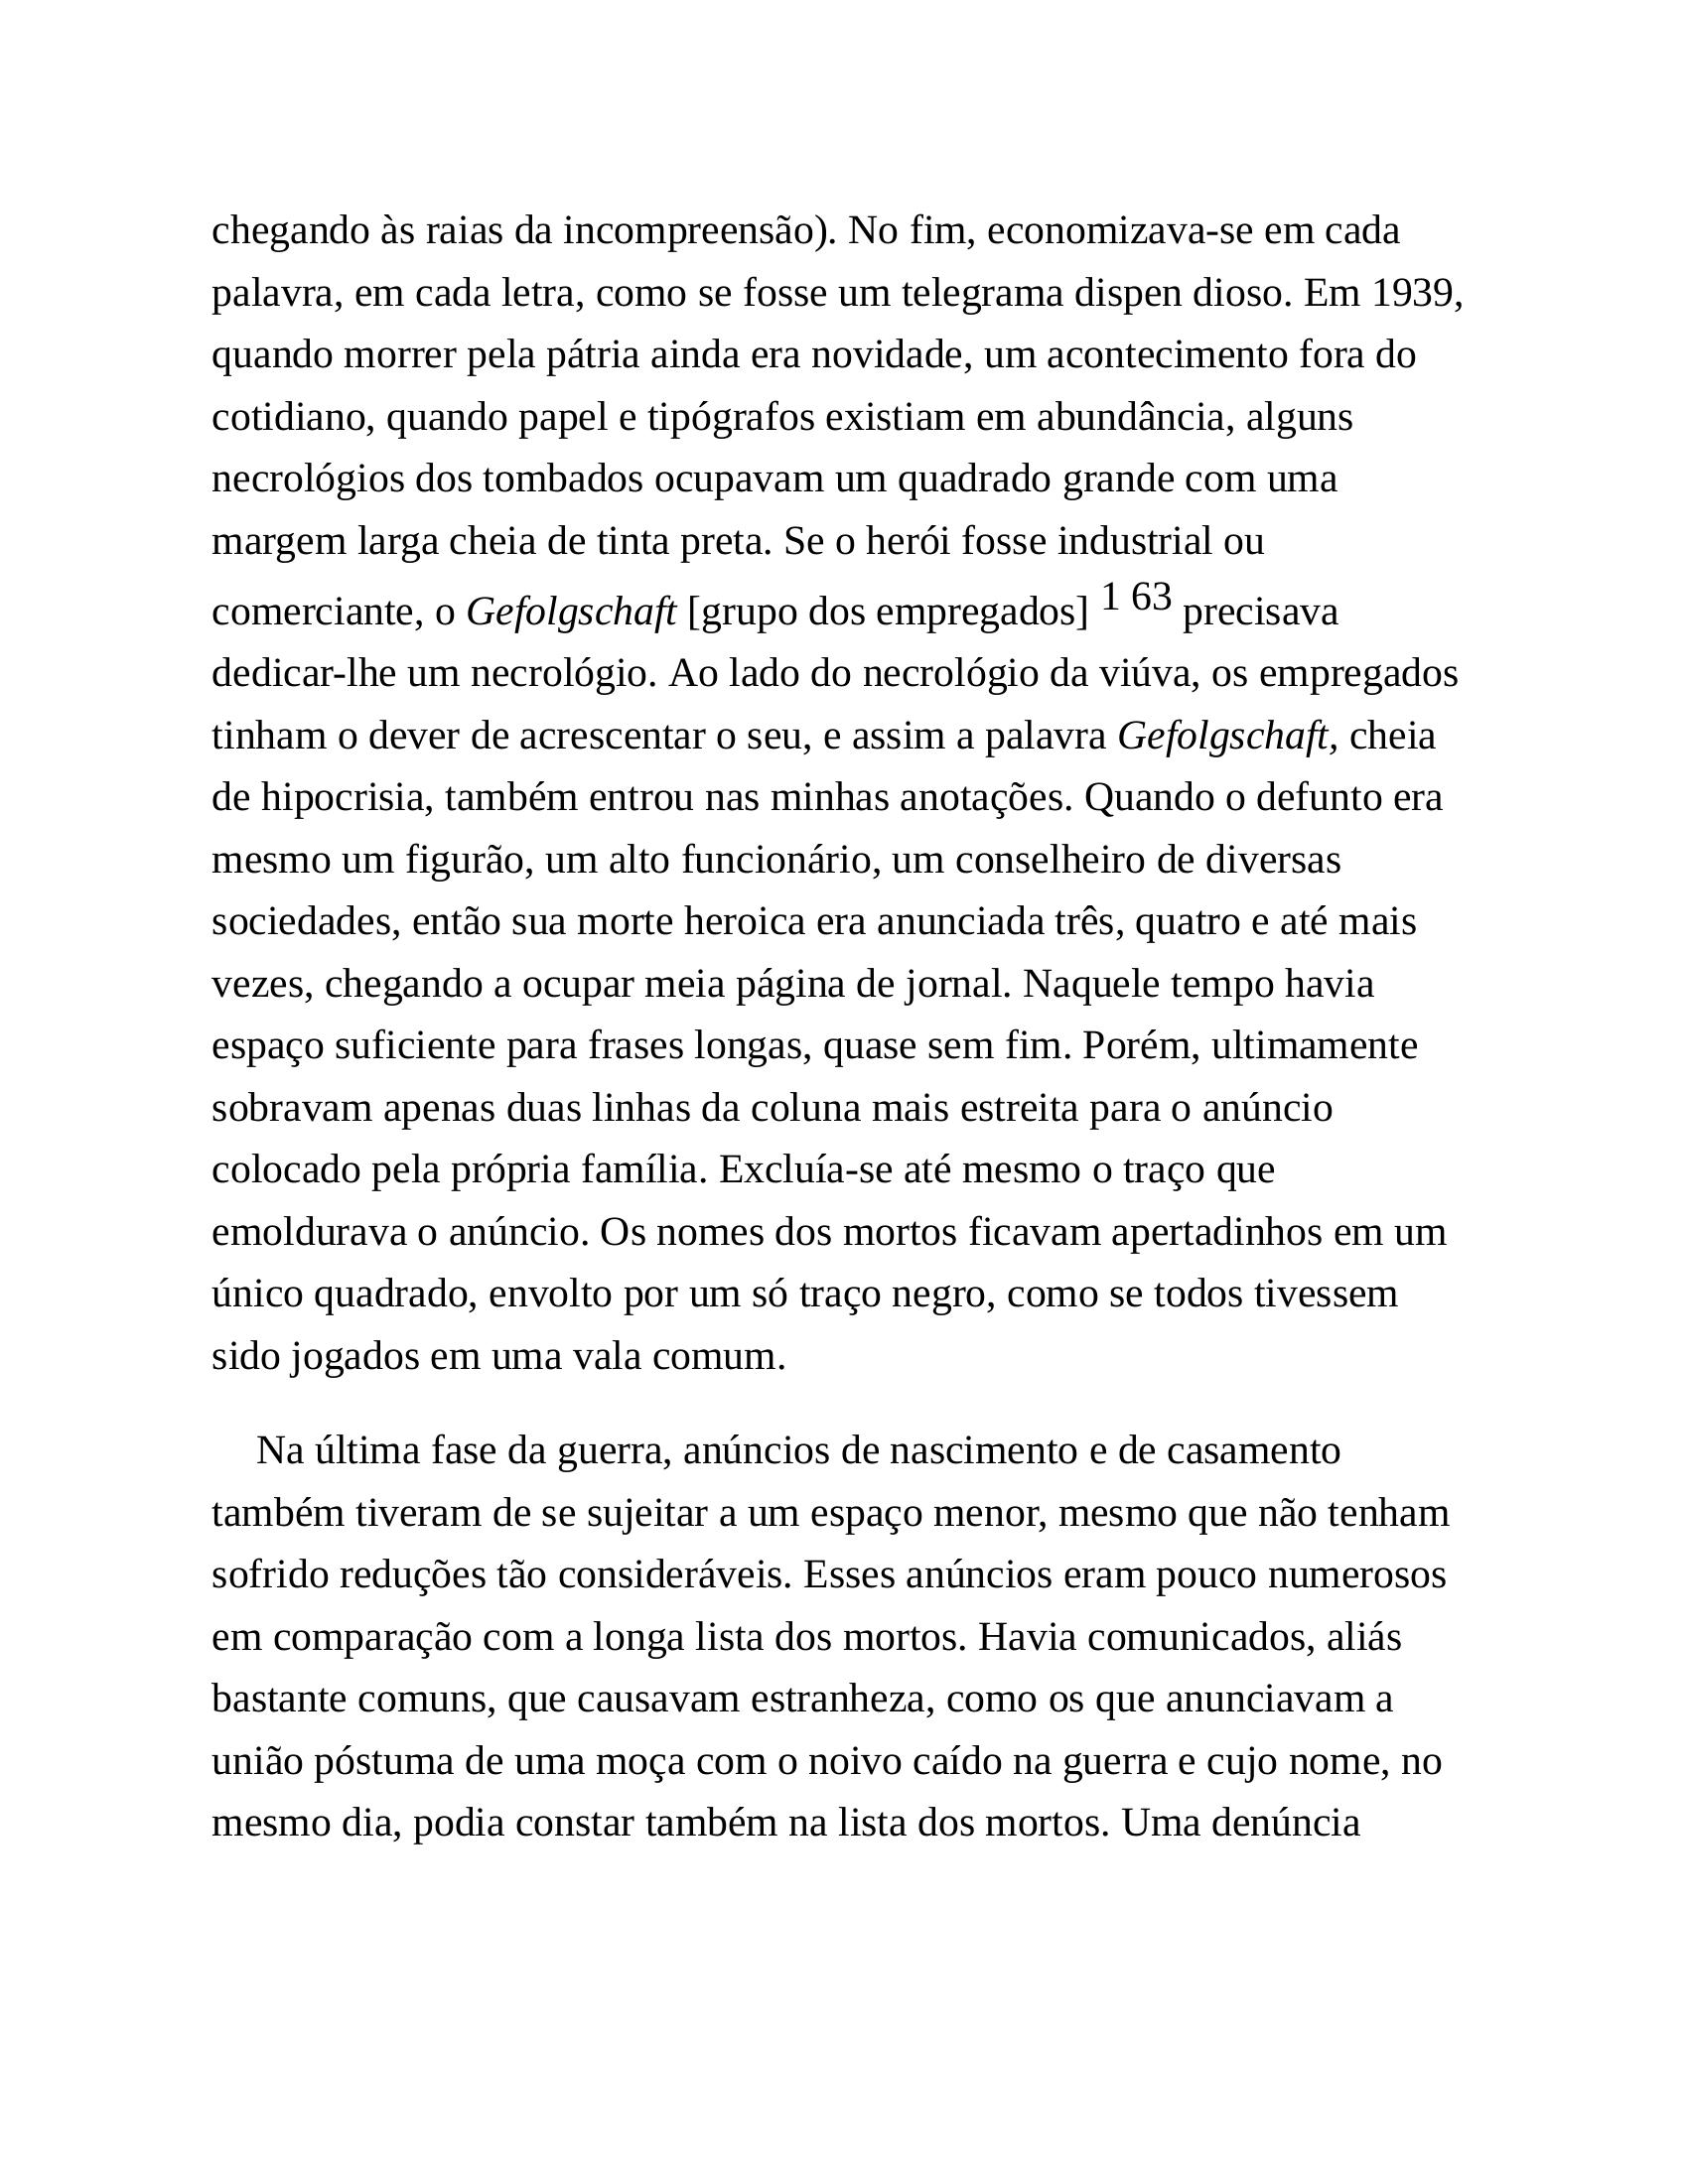 chegando às raias da incompreensão). No fim, economizava-se em cada
palavra, em cada letra, como se fosse um telegrama dispen dioso. Em 1939,
quando morrer pela pátria ainda era novidade, um acontecimento fora do
cotidiano, quando papel e tipógrafos existiam em abundância, alguns
necrológios dos tombados ocupavam um quadrado grande com uma
margem larga cheia de tinta preta. Se o herói fosse industrial ou
comerciante, o Gefolgschaft [grupo dos empregados] 1 63 precisava
dedicar-lhe um necrológio. Ao lado do necrológio da viúva, os empregados
tinham o dever de acrescentar o seu, e assim a palavra Gefolgschaft, cheia
de hipocrisia, também entrou nas minhas anotações. Quando o defunto era
mesmo um figurão, um alto funcionário, um conselheiro de diversas
sociedades, então sua morte heroica era anunciada três, quatro e até mais
vezes, chegando a ocupar meia página de jornal. Naquele tempo havia
espaço suficiente para frases longas, quase sem fim. Porém, ultimamente
sobravam apenas duas linhas da coluna mais estreita para o anúncio
colocado pela própria família. Excluía-se até mesmo o traço que
emoldurava o anúncio. Os nomes dos mortos ficavam apertadinhos em um
único quadrado, envolto por um só traço negro, como se todos tivessem
sido jogados em uma vala comum.
Na última fase da guerra, anúncios de nascimento e de casamento
também tiveram de se sujeitar a um espaço menor, mesmo que não tenham
sofrido reduções tão consideráveis. Esses anúncios eram pouco numerosos
em comparação com a longa lista dos mortos. Havia comunicados, aliás
bastante comuns, que causavam estranheza, como os que anunciavam a
união póstuma de uma moça com o noivo caído na guerra e cujo nome, no
mesmo dia, podia constar também na lista dos mortos. Uma denúncia